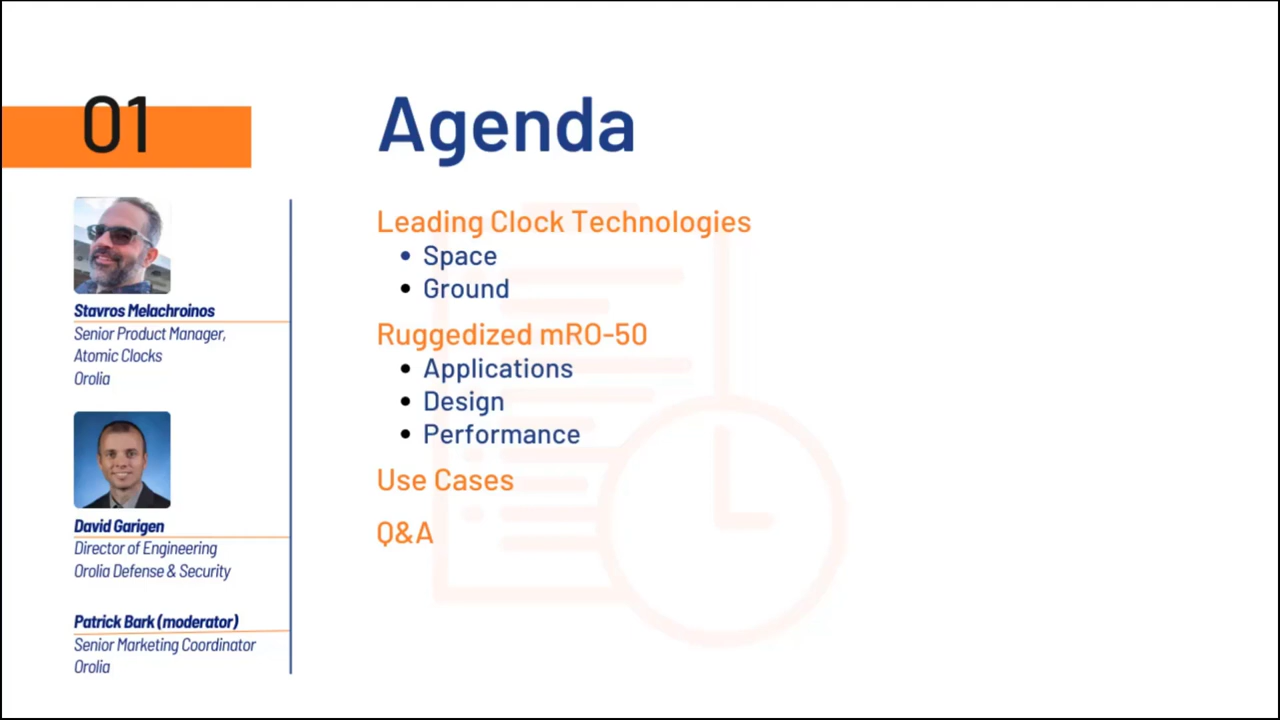 01
Agenda
Stavros Melachroinos
Senior Product Manager,
Atomic Clocks
Orolia
David Garigen
Director of Engineering
Orolia Defense & Security
Patrick Bark (moderator)
Senior Marketing Coordinator
Orolia
Leading Clock Technologies
• Space
• Ground
Ruggedized mRO-50
• Applications
• Design
• Performance
Use Cases
Q&A